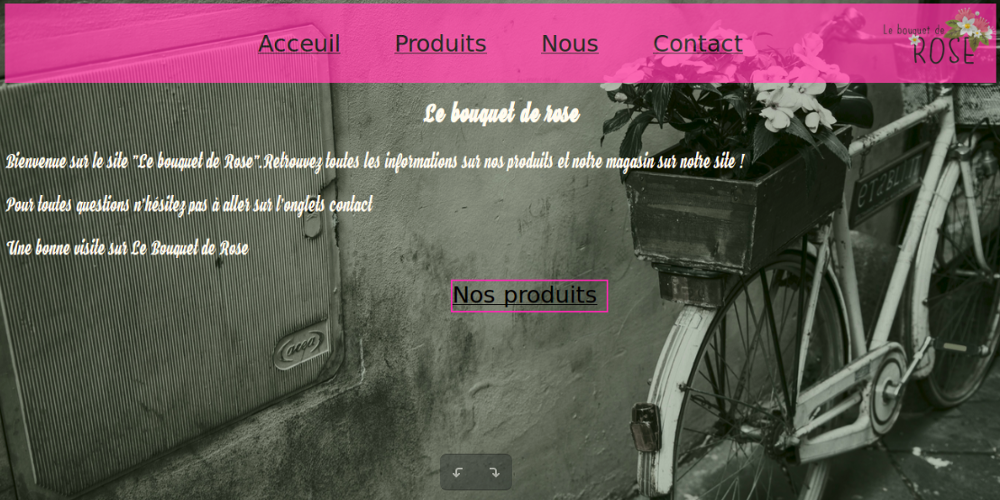 Acceuil Produits Nous Contact
Le bouquet de
ROSE
Le bouquet de rose
Bienvenue sur le site "Le bouquet de Rose".Retrouvez toutes les informations sur nos produits et notre magasin sur notre site !
Pour toutes questions n'hésitez pas à aller sur l'onglets contact
Une bonne visite sur Le Bouquet de Rose
Nos produits
acea